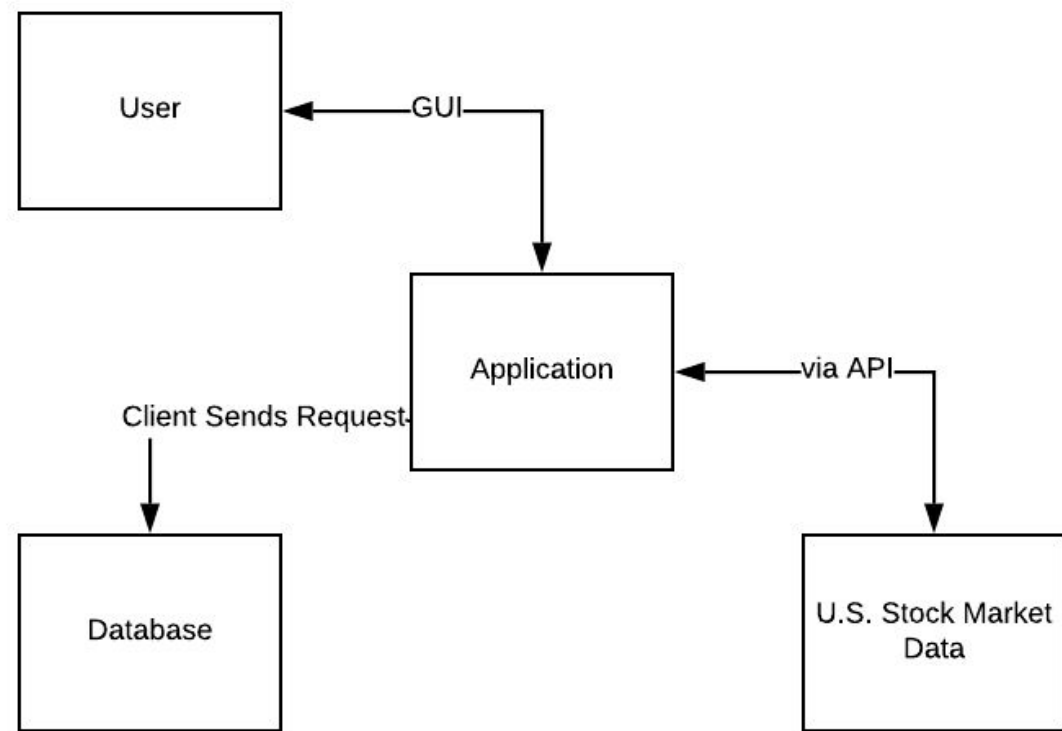 User
GUI
Application
via API
Client Sends Request
Database
U.S. Stock Market
Data